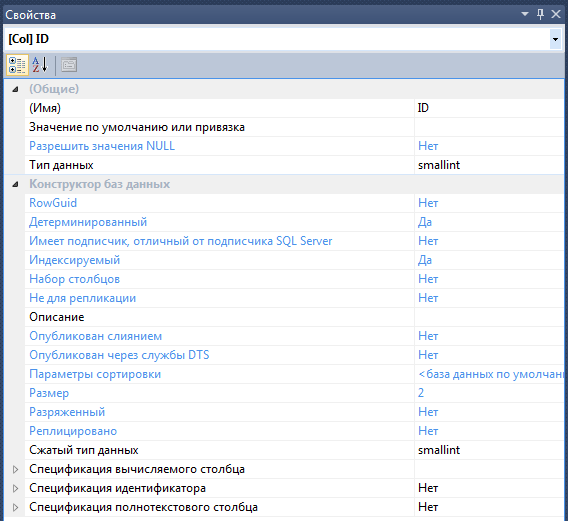 Свойства
[Col] ID
(Общие)
(Имя) ID
Значение по умолчанию или привязка
Разрешить значения NULL Нет
Тип данных smallint
Конструктор баз данных
RowGuid Нет
Детерминированный Да
Имеет подписчик, отличный от подписчика SQL Server Нет
Индексируемый Да
Набор столбцов Нет
Не для репликации Нет
Описание
Опубликован слиянием Нет
Опубликован через службы DTS Нет
Параметры сортировки <база данных по умолчан
Размер 2
Разряженный Нет
Реплицировано Нет
Сжатый тип данных smallint
Спецификация вычисляемого столбца
Спецификация идентификатора Нет
Спецификация полнотекстового столбца Нет